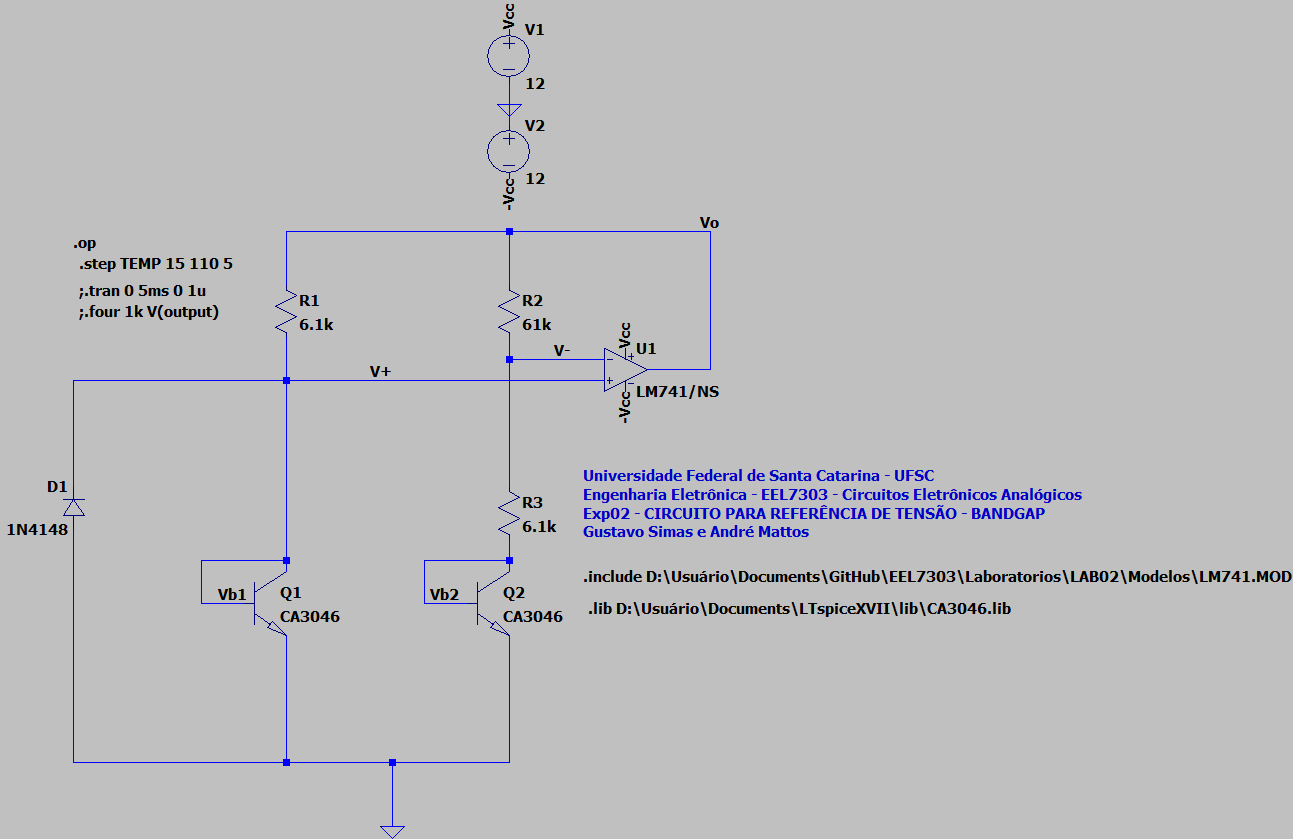 Vcc
V1
12
V2
12
-Vcc
Vo
.op
.step TEMP 15 110 5
;.tran 0 5ms 0 1u
;.four 1k V(output)
R1
6.1k
R2
61k
V-
Vcc
U1
V+
LM741/NS
-Vcc
D1
1N4148
Universidade Federal de Santa Catarina - UFSC
Engenharia Eletrônica - EEL7303 - Circuitos Eletrônicos Analógicos
Exp02 - CIRCUITO PARA REFERÊNCIA DE TENSÃO - BANDGAP
Gustavo Simas e André Mattos
R3
6.1k
Vb1
Q1
CA3046
Vb2
Q2
CA3046
.include D:\Usuário\Documents\GitHub\EEL7303\Laboratorios\LAB02\Modelos\LM741.MOD
.lib D:\Usuário\Documents\LTspiceXVII\lib\CA3046.lib